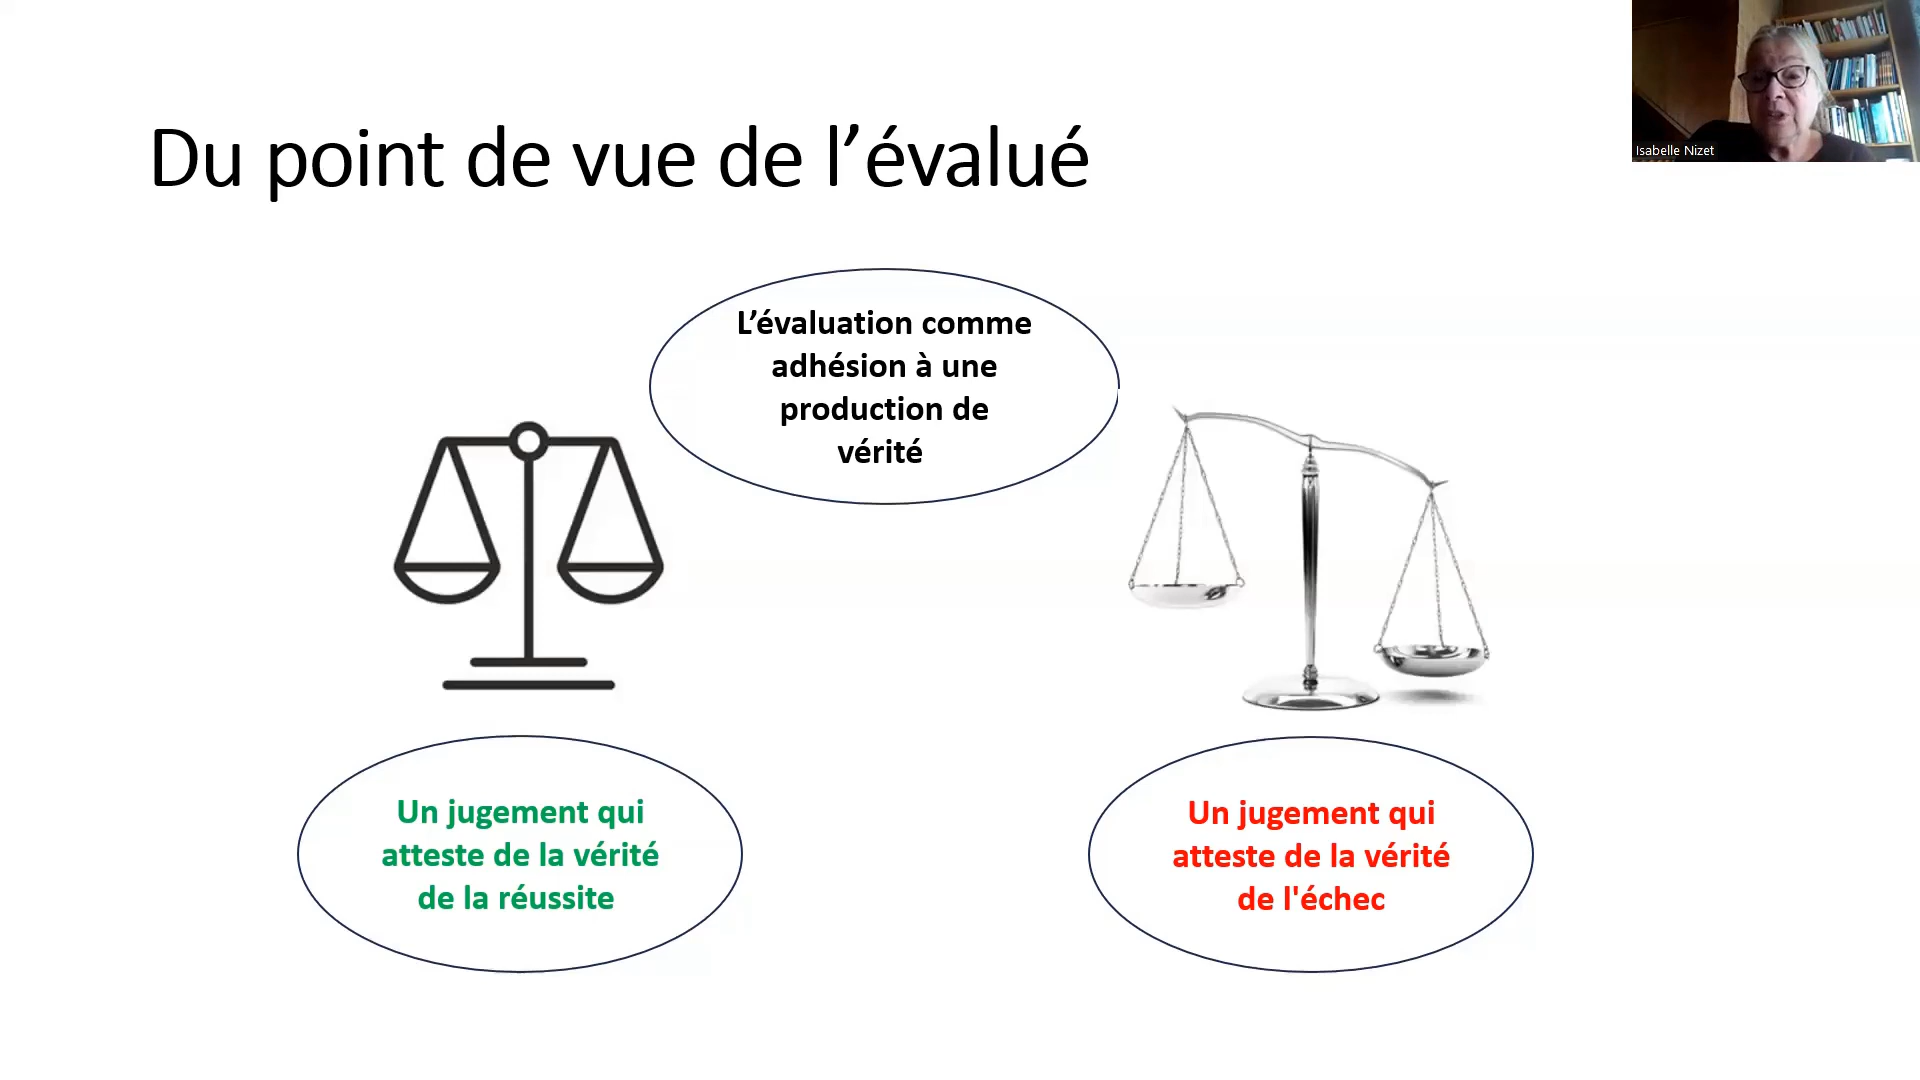 Isabelle Nizet
Du point de vue de l’évalué
L’évaluation comme
adhésion à une
production de
vérité
Un jugement qui
atteste de la vérité
de la réussite
Un jugement qui
atteste de la vérité
de l'échec